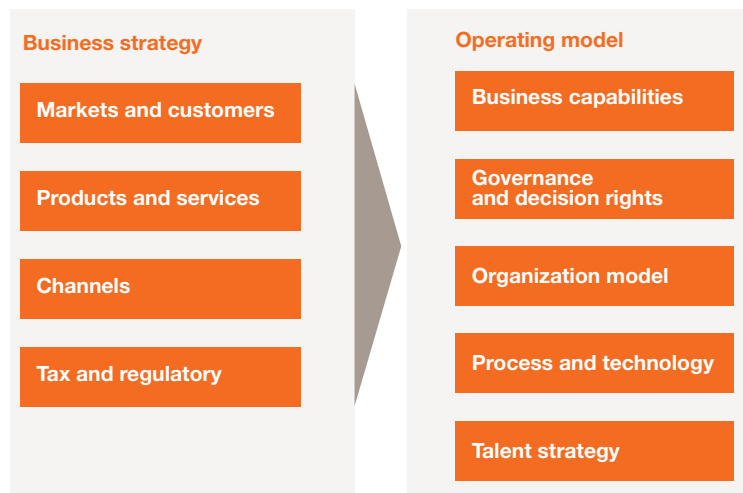 Business strategy
Markets and customers
Products and services
Channels
Tax and regulatory
Operating model
Business capabilities
Governance
and decision rights
Organization model
Process and technology
Talent strategy